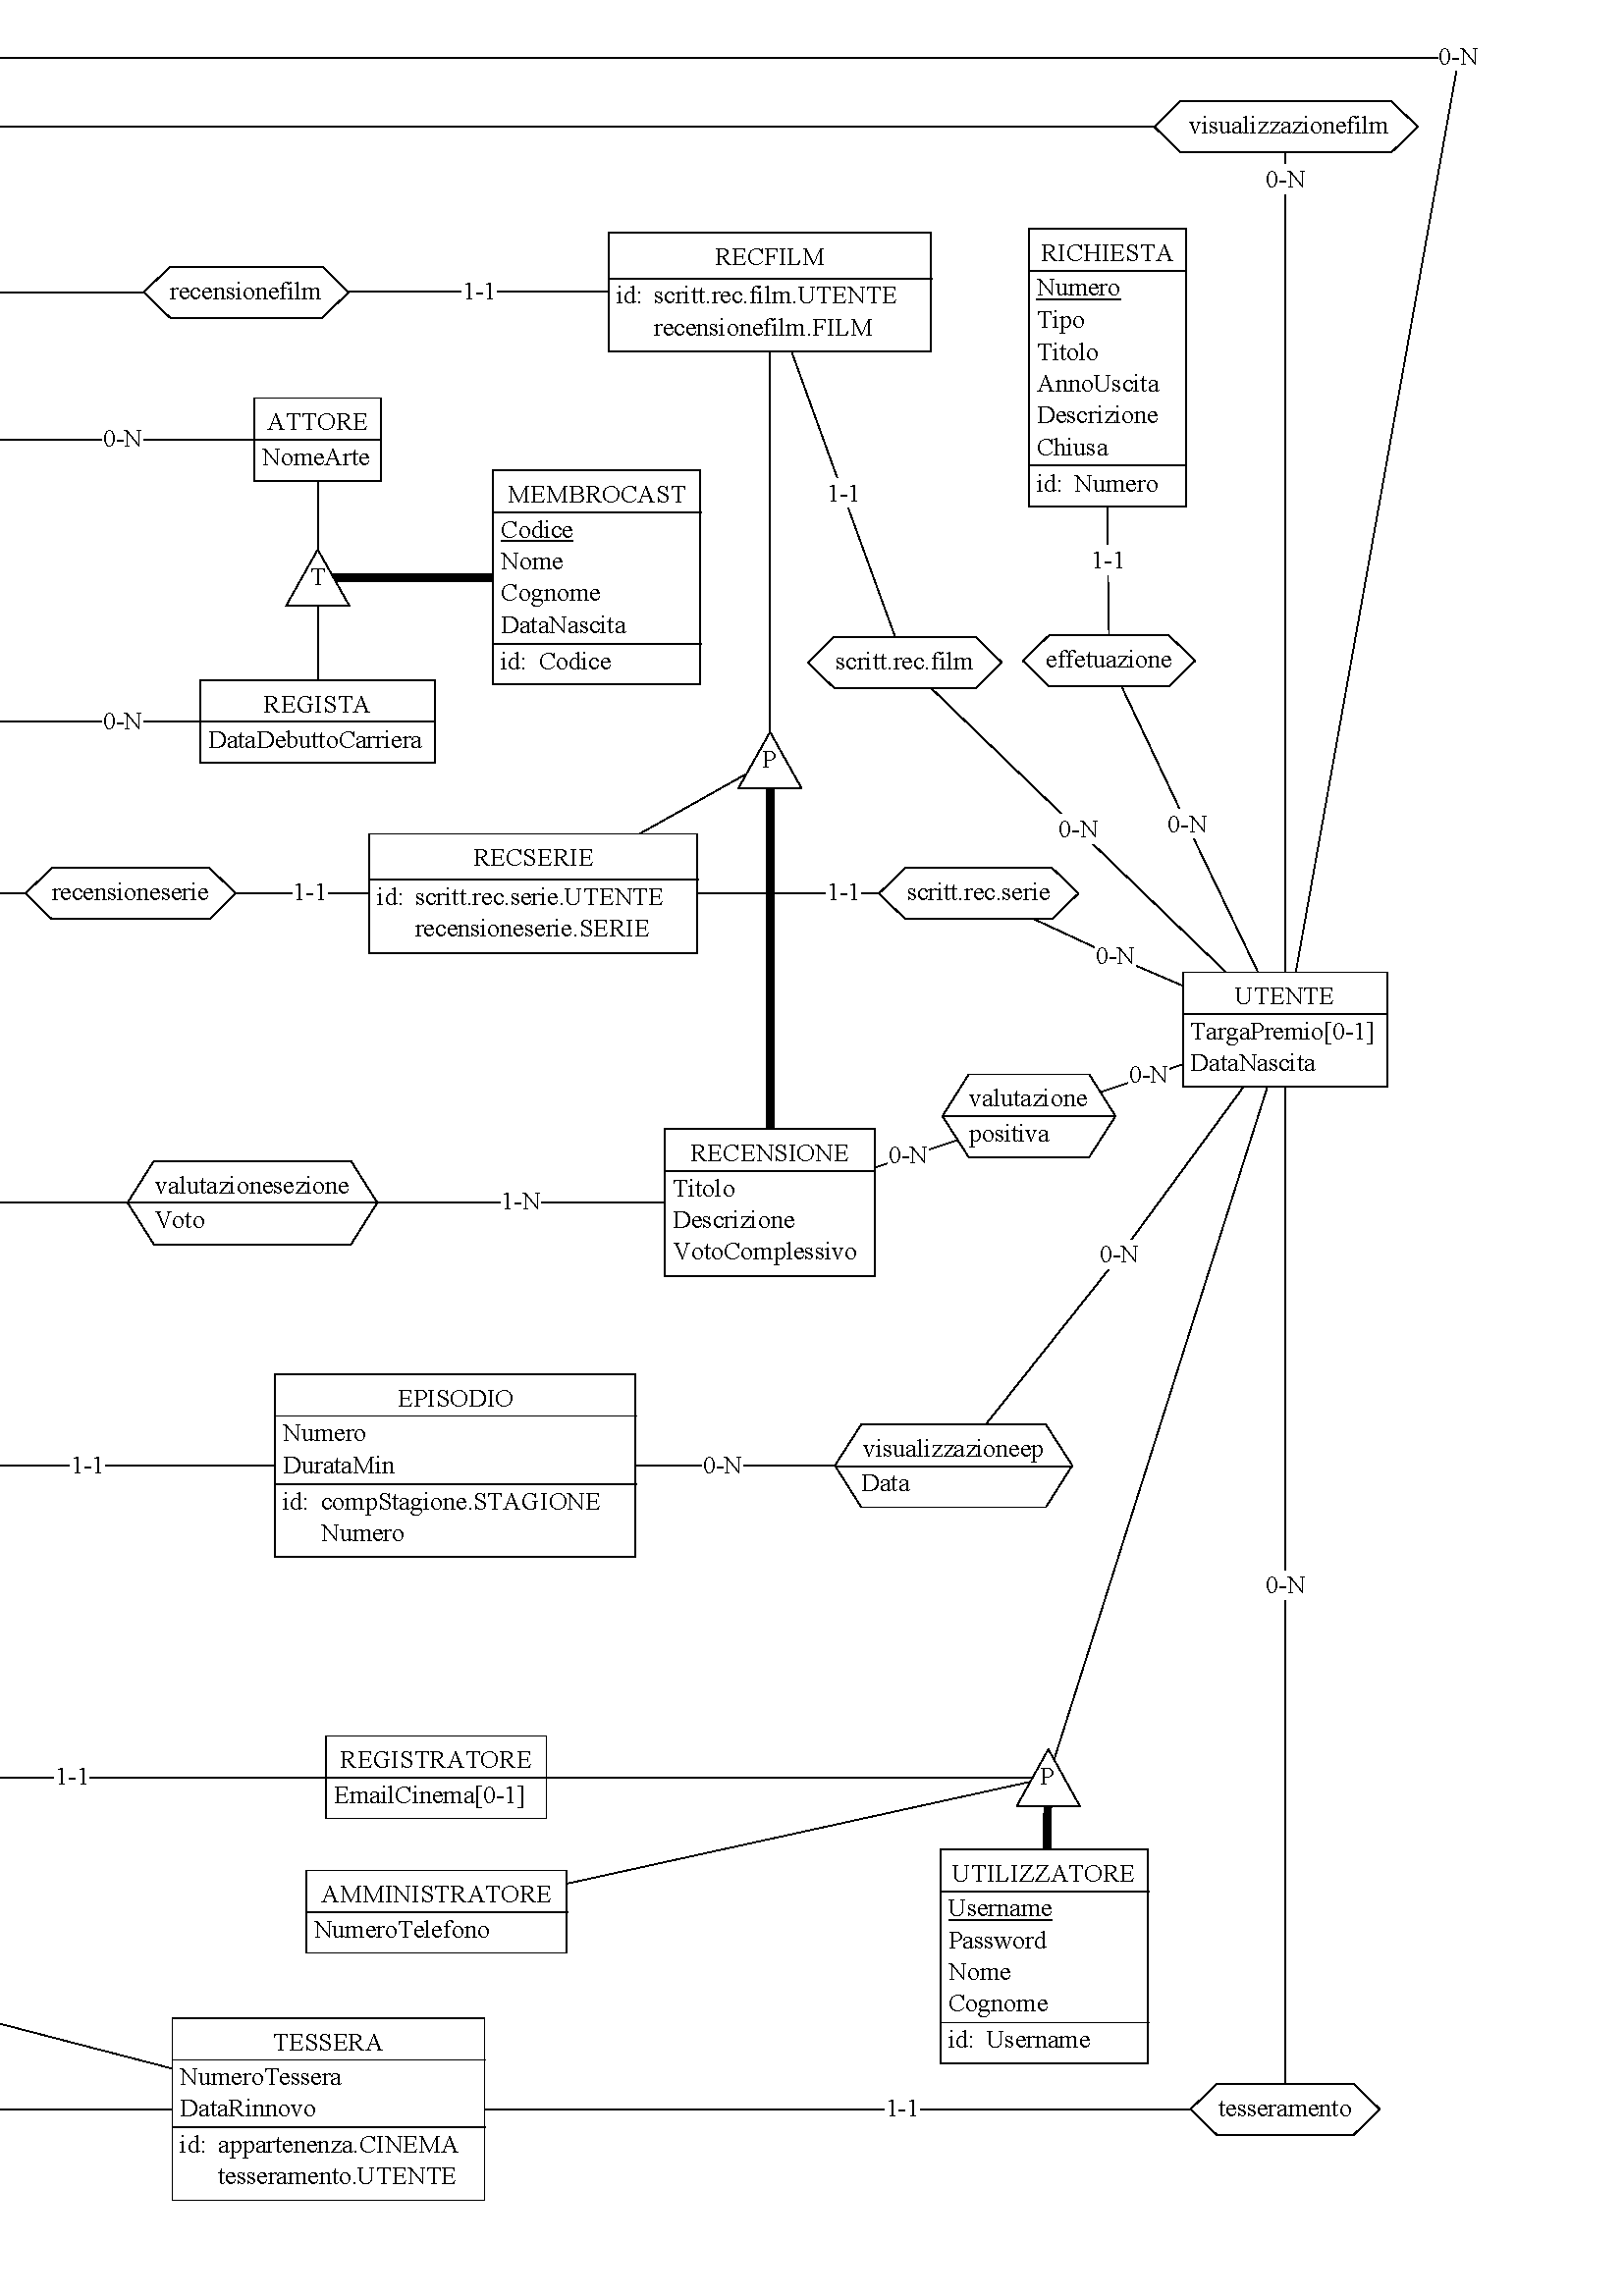 0-N
visualizzazionefilm
0-N
RECFILM
id: scritt.rec.film.UTENTE
recensionefilm.FILM
recensionefilm
1-1
RICHIESTA
Numero
Tipo
Titolo
AnnoUscita
Descrizione
Chiusa
id: Numero
ATTORE
NomeArte
0-N
MEMBROCAST
Codice
Nome
Cognome
DataNascita
id: Codice
1-1
1-1
T
scritt.rec.film
effetuazione
REGISTA
DataDebuttoCarriera
0-N
P
0-N
0-N
RECSERIE
id: scritt.rec.serie.UTENTE
recensioneserie.SERIE
recensioneserie
1-1
1-1
scritt.rec.serie
0-N
UTENTE
TargaPremio[0-1]
DataNascita
0-N
valutazione
positiva
0-N
RECENSIONE
Titolo
Descrizione
VotoComplessivo
valutazionesezione
Voto
1-N
0-N
EPISODIO
Numero
DurataMin
id: compStagione.STAGIONE
Numero
1-1
0-N
visualizzazioneep
Data
0-N
REGISTRATORE
EmailCinema[0-1]
1-1
P
AMMINISTRATORE
NumeroTelefono
UTILIZZATORE
Username
Password
Nome
Cognome
id: Username
TESSERA
NumeroTessera
DataRinnovo
id: appartenenza.CINEMA
tesseramento.UTENTE
1-1
tesseramento